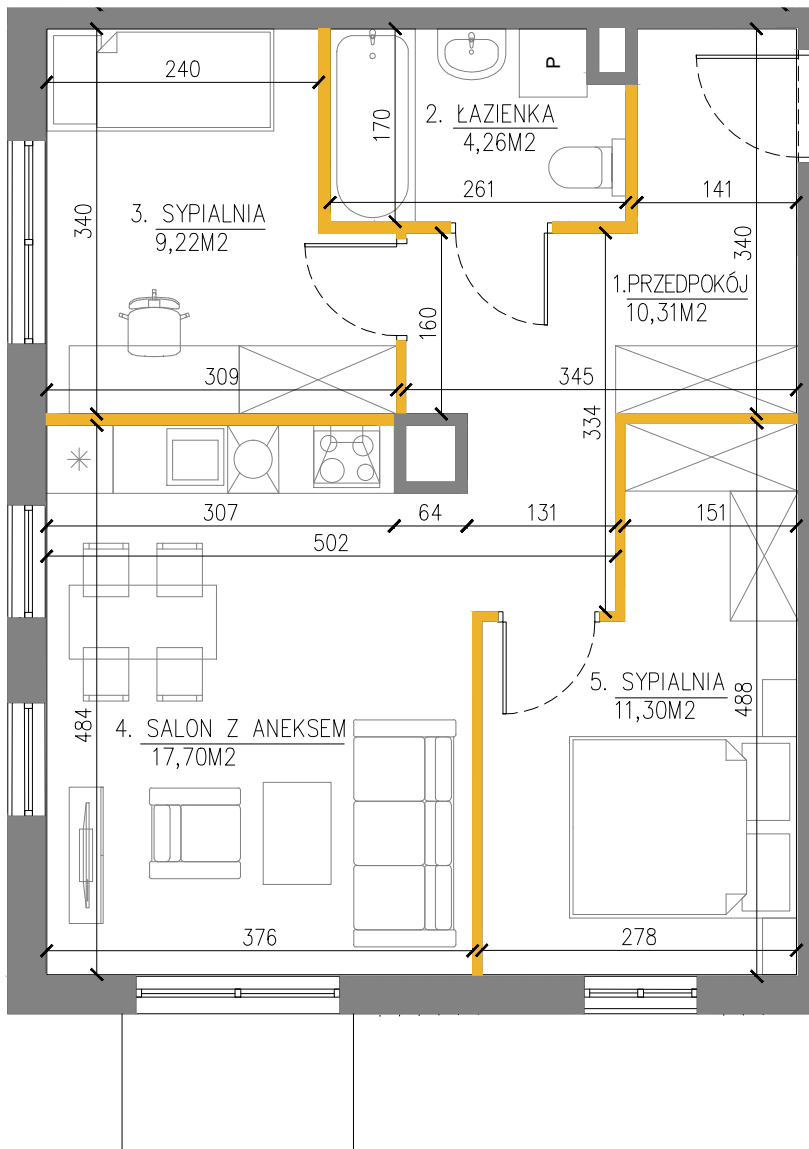 240
P
170
2. ŁAZIENKA
4,26M2
261
141
340
3. SYPIALNIA
9,22M2
340
1.PRZEDPOKÓJ
10,31M2
160
309
345
334
307
64
131
151
502
5. SYPIALNIA
11,30M2
488
484
4. SALON Z ANEKSEM
17,70M2
376
278